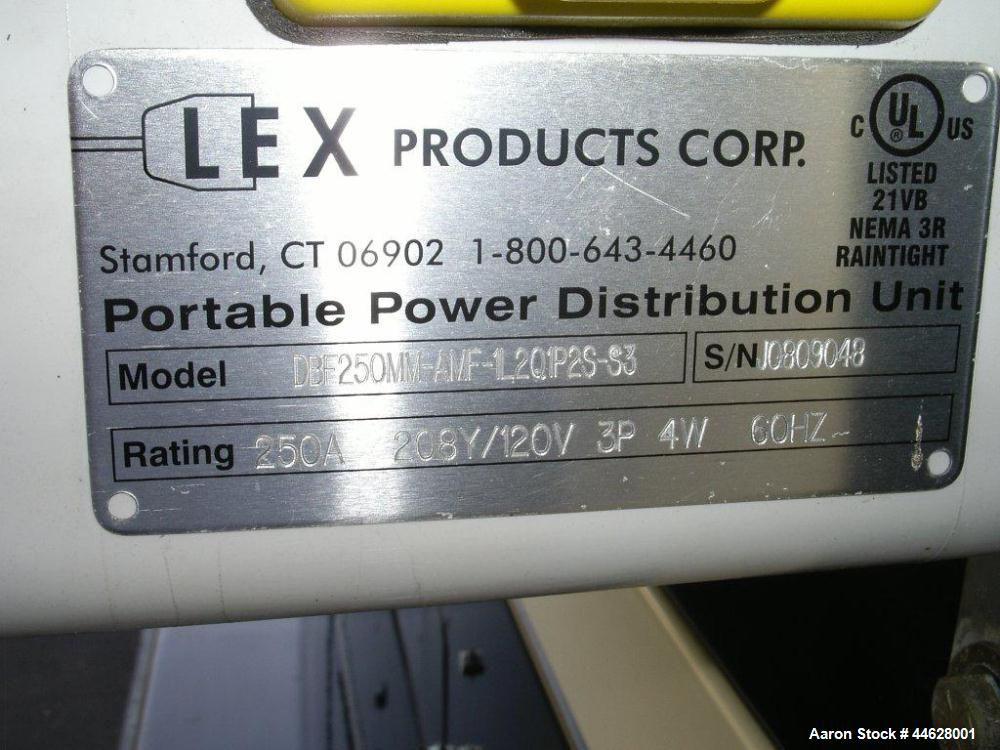 LEX PRODUCTS CORP.
C UL ® US
LISTED
21VB
NEMA 3R
RAINTIGHT
Stamford, CT 06902 1-800-643-4460
Portable Power Distribution Unit
Model DBF250MM-AMF-1L2Q1P2S-S3 S/N J0809048
Rating 250A 208Y/120V 3P 4W 60HZ~
Aaron Stock # 44628001